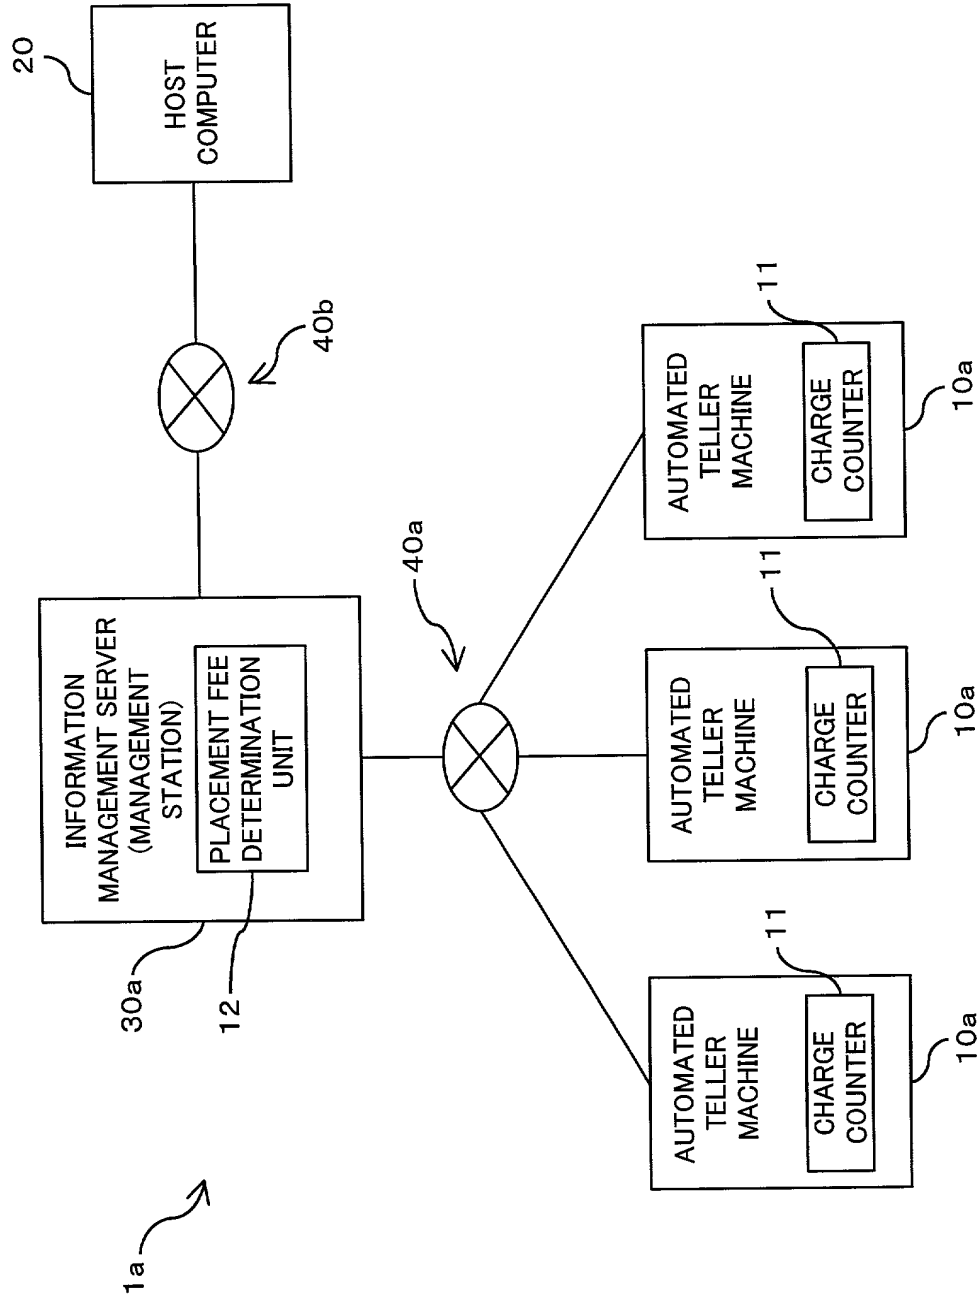 1a
30a
INFORMATION
MANAGEMENT SERVER
(MANAGEMENT
STATION)
PLACEMENT FEE
DETERMINATION
UNIT
12
40b
HOST
COMPUTER
20
40a
AUTOMATED
TELLER
MACHINE
CHARGE
COUNTER
11
10a
AUTOMATED
TELLER
MACHINE
CHARGE
COUNTER
11
10a
AUTOMATED
TELLER
MACHINE
CHARGE
COUNTER
11
10a